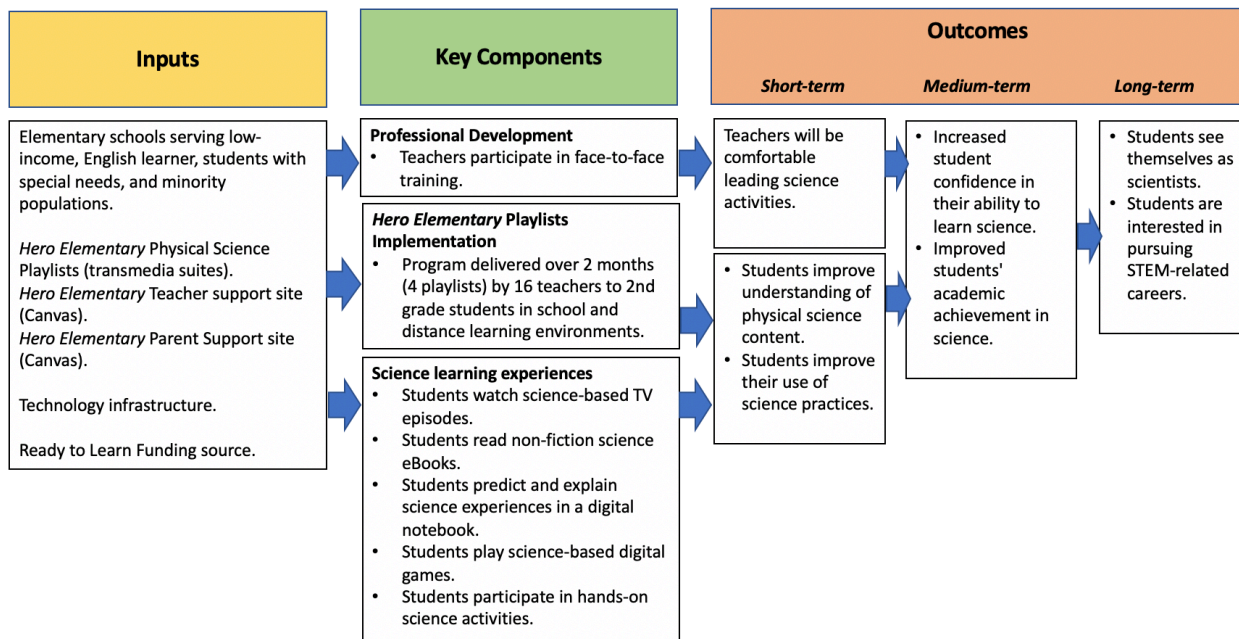 Inputs
Key Components
Outcomes
Short-term
Medium-term
Long-term
Elementary schools serving low-
income, English learner, students with
special needs, and minority
populations.
Hero Elementary Physical Science
Playlists (transmedia suites).
Hero Elementary Teacher support site
(Canvas).
Hero Elementary Parent Support site
(Canvas).
Technology infrastructure.
Ready to Learn Funding source.
Professional Development
• Teachers participate in face-to-face
training.
Hero Elementary Playlists
Implementation
• Program delivered over 2 months
(4 playlists) by 16 teachers to 2nd
grade students in school and
distance learning environments.
Science learning experiences
• Students watch science-based TV
episodes.
• Students read non-fiction science
eBooks.
• Students predict and explain
science experiences in a digital
notebook.
• Students play science-based digital
games.
• Students participate in hands-on
science activities.
Teachers will be
comfortable
leading science
activities.
• Students improve
understanding of
physical science
content.
• Students improve
their use of
science practices.
• Increased
student
confidence in
their ability to
learn science.
• Improved
students'
academic
achievement in
science.
• Students see
themselves as
scientists.
• Students are
interested in
pursuing
STEM-related
careers.